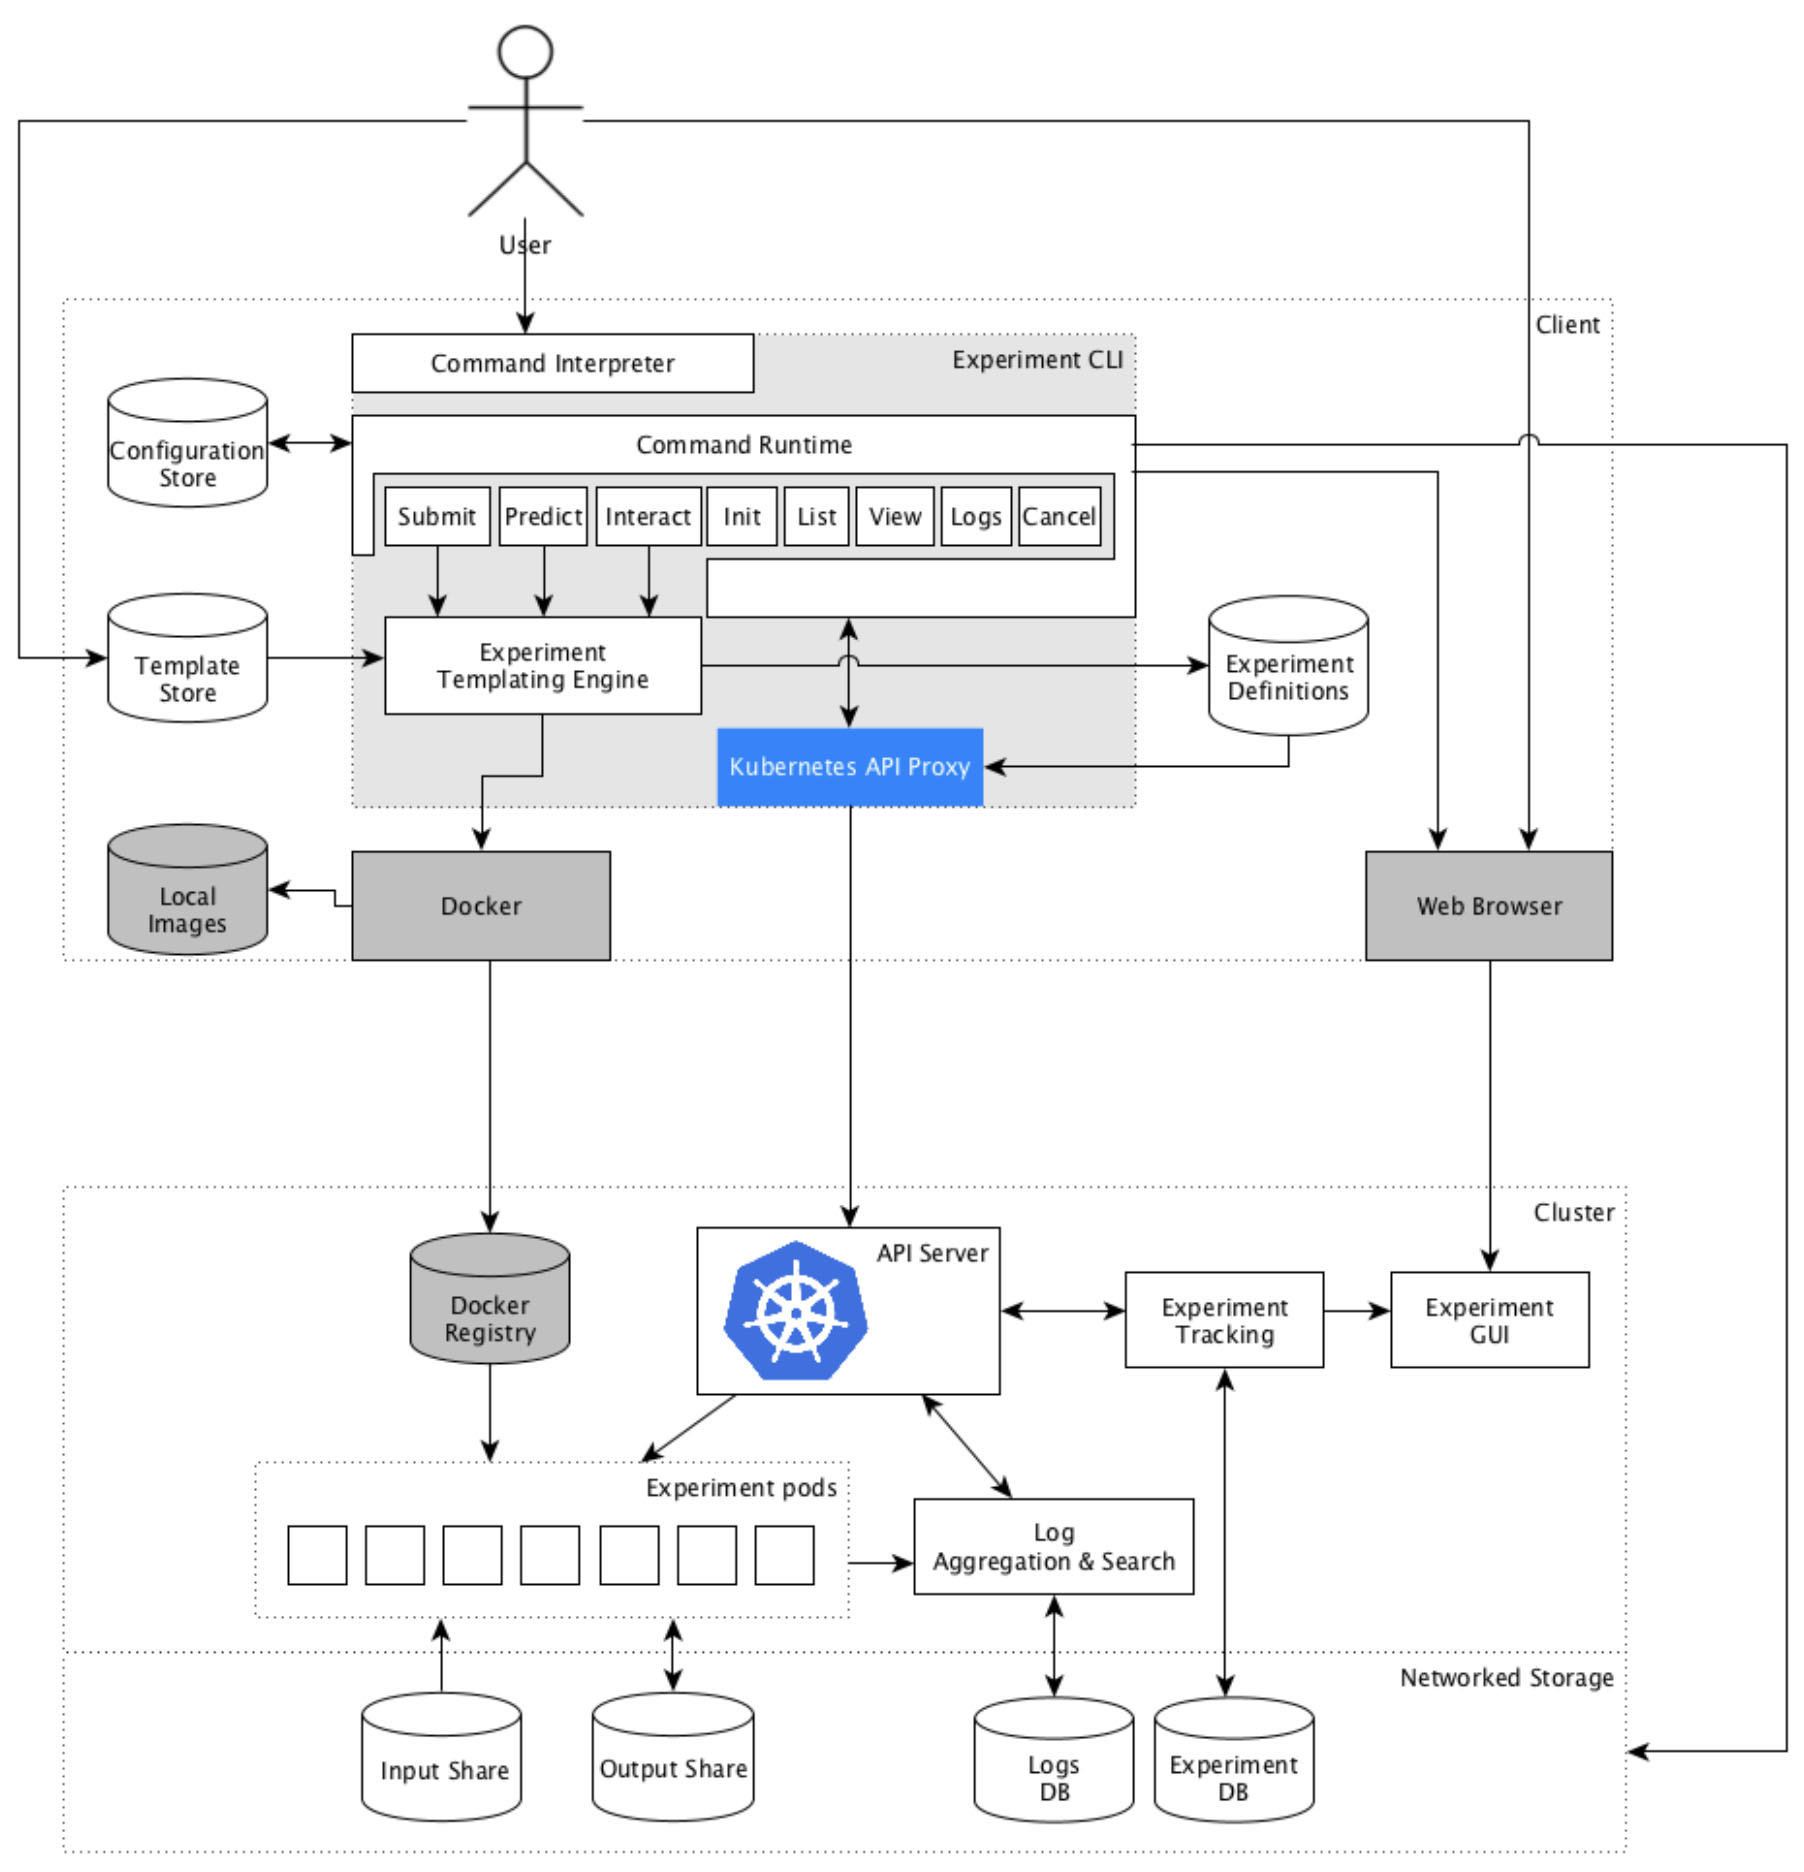 User
Client
Command Interpreter
Experiment CLI
Configuration
Store
Command Runtime
Submit
Predict
Interact
Init
List
View
Logs
Cancel
Template
Store
Experiment
Templating Engine
Experiment
Definitions
Kubernetes API Proxy
Local
Images
Docker
Web Browser
Cluster
Docker
Registry
API Server
Experiment
Tracking
Experiment
GUI
Experiment pods
Log
Aggregation & Search
Networked Storage
Input Share
Output Share
Logs
DB
Experiment
DB